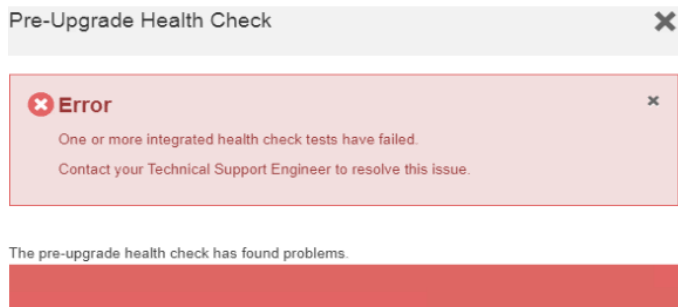 Pre-Upgrade Health Check
Error
One or more integrated health check tests have failed.
Contact your Technical Support Engineer to resolve this issue.
The pre-upgrade health check has found problems.